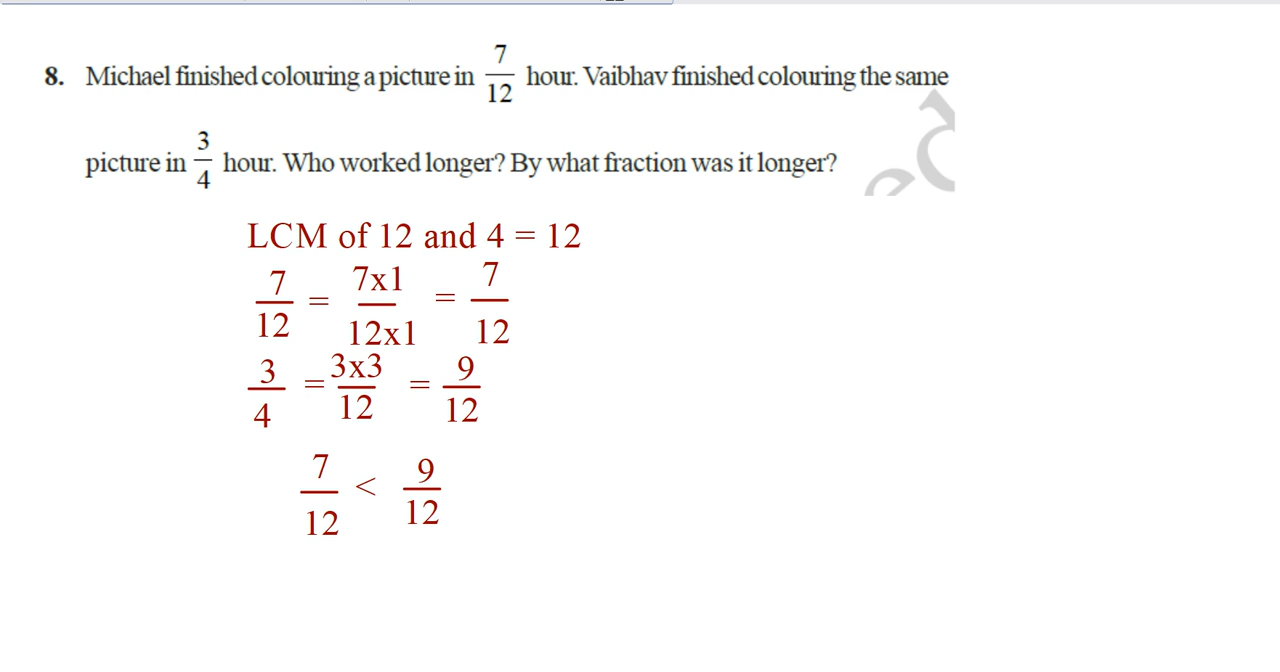 8. Michael finished colouring a picture in 7/12 hour. Vaibhav finished colouring the same
picture in 3/4 hour. Who worked longer? By what fraction was it longer?
LCM of 12 and 4 = 12
7/12 = 7x1/12x1 = 7/12
3/4 = 3x3/12 = 9/12
7/12 < 9/12